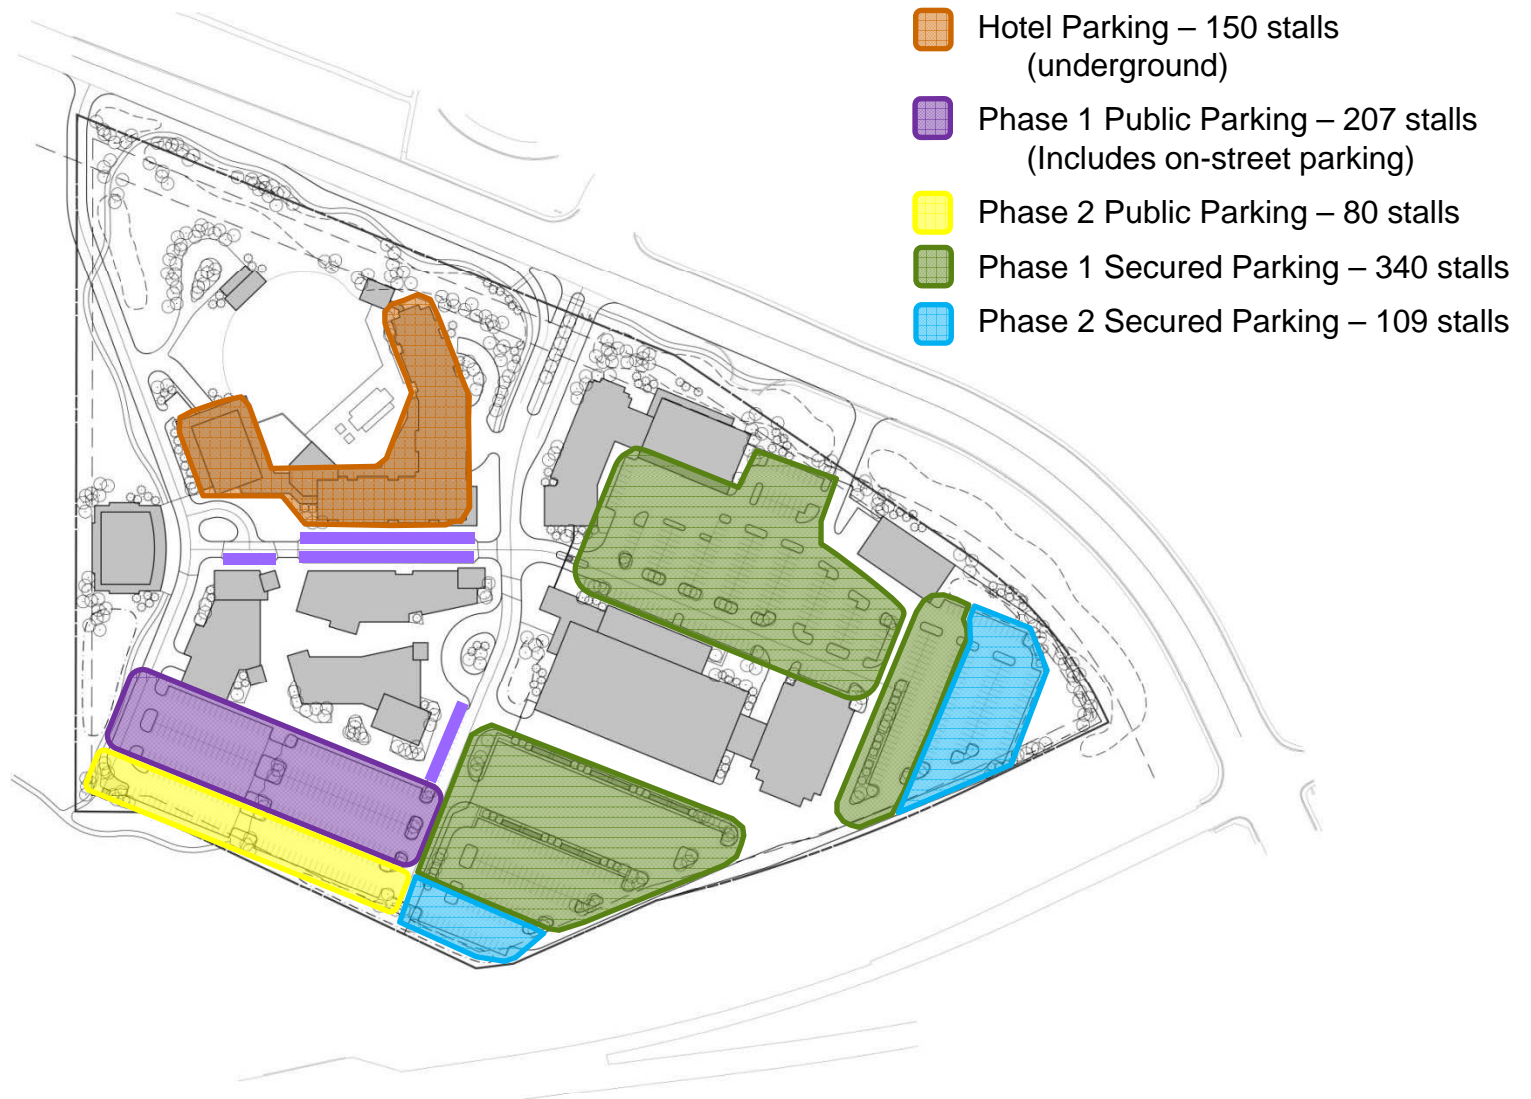 Hotel Parking – 150 stalls
(underground)
Phase 1 Public Parking – 207 stalls
(Includes on-street parking)
Phase 2 Public Parking – 80 stalls
Phase 1 Secured Parking – 340 stalls
Phase 2 Secured Parking – 109 stalls